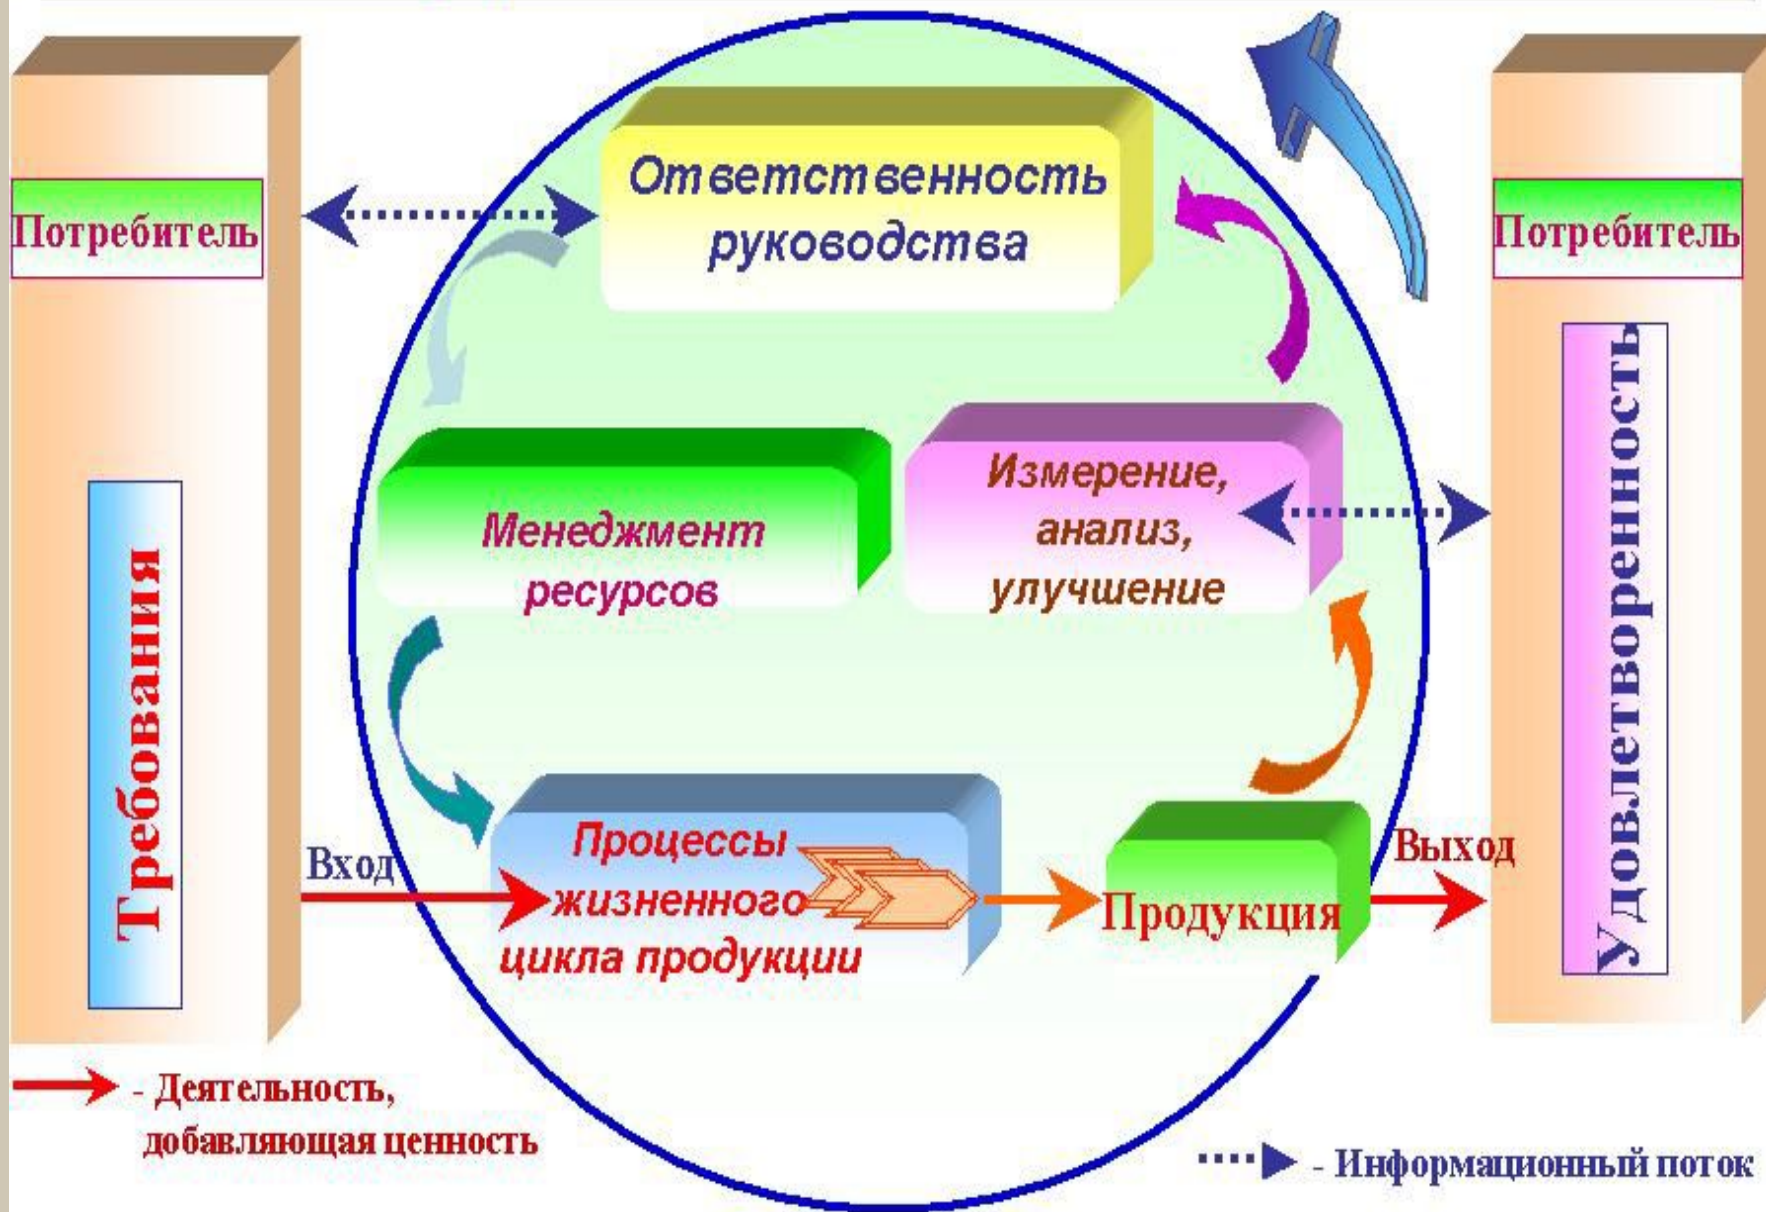 Потребитель
Требования
Ответственность
руководства
Менеджмент
ресурсов
Измерение,
анализ,
улучшение
Вход
Процессы
жизненного
цикла продукции
Продукция
Выход
Потребитель
Удовлетворенность
- Деятельность,
добавляющая ценность
- Информационный поток